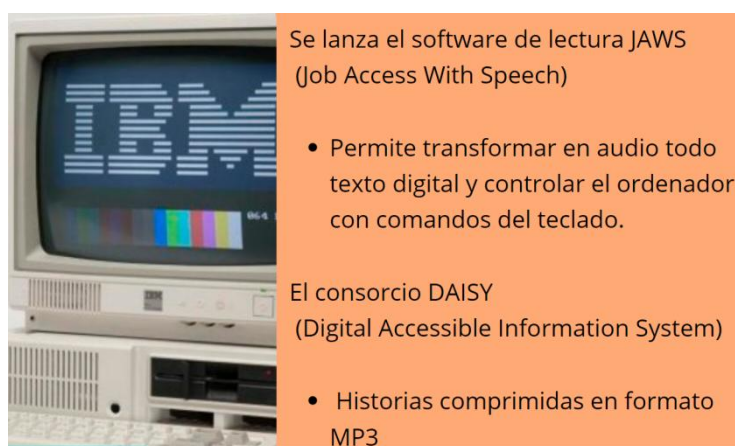 IBM
064
IBM
Se lanza el software de lectura JAWS
(Job Access With Speech)
• Permite transformar en audio todo
texto digital y controlar el ordenador
con comandos del teclado.
El consorcio DAISY
(Digital Accessible Information System)
• Historias comprimidas en formato
MP3